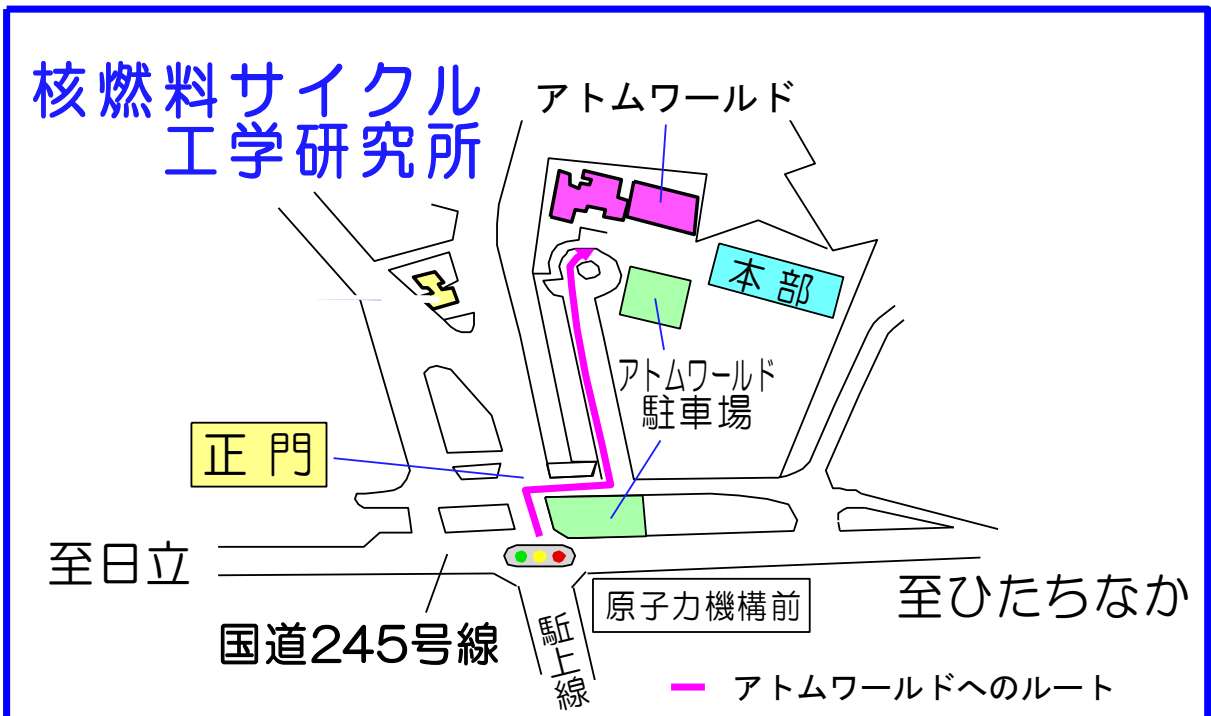 核燃料サイクル
工学研究所
アトムワールド
本部
アトムワールド
駐車場
正門
至日立
原子力機構前
至ひたちなか
国道245号線
駈上線
アトムワールドへのルート